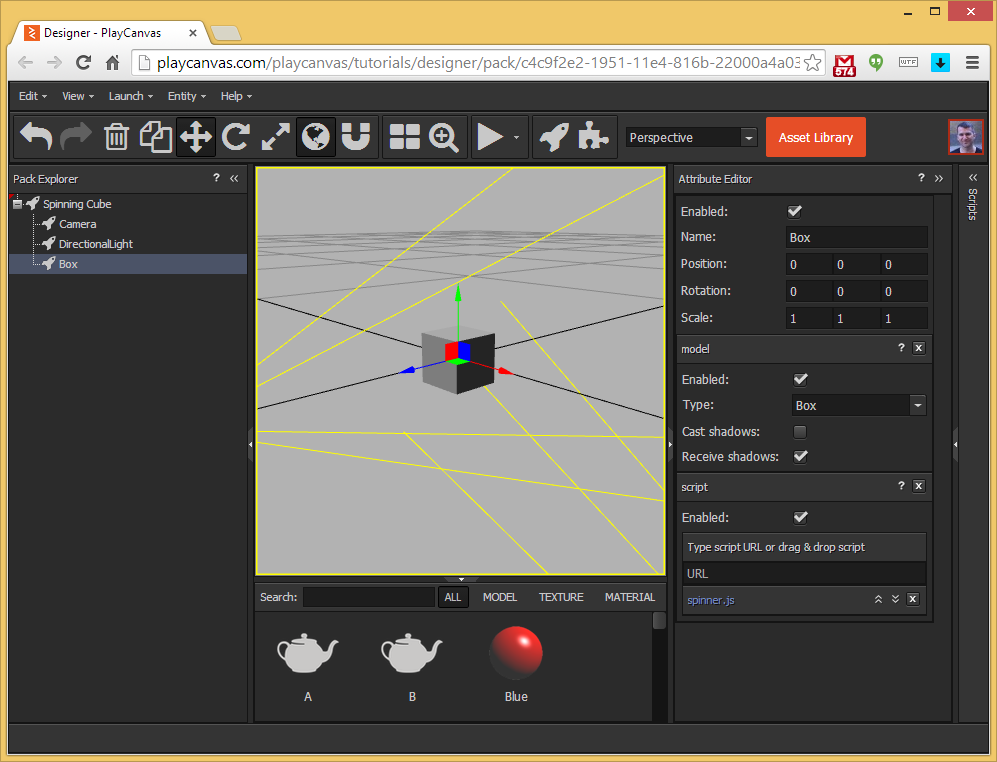 Designer - PlayCanvas
playcanvas.com/playcanvas/tutorials/designer/pack/c4c9f2e2-1951-11e4-816b-22000a4a03
574
WTF
Edit View Launch Entity Help
Perspective
Asset Library
Pack Explorer ?
Spinning Cube
Camera
DirectionalLight
Box
Attribute Editor ?
Enabled:
Name: Box
Position: 0 0 0
Rotation: 0 0 0
Scale: 1 1 1
model ? x
Enabled:
Type: Box
Cast shadows:
Receive shadows:
script ? x
Enabled:
Type script URL or drag & drop script
URL
spinner.js x
Scripts
Search: ALL MODEL TEXTURE MATERIAL
A B Blue